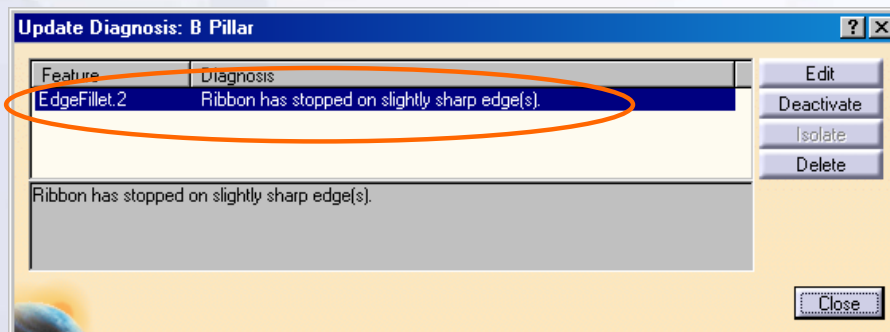 Update Diagnosis: B Pillar
? X
Feature Diagnosis
EdgeFillet.2 Ribbon has stopped on slightly sharp edge(s).
Edit
Deactivate
Isolate
Delete
Ribbon has stopped on slightly sharp edge(s).
Close